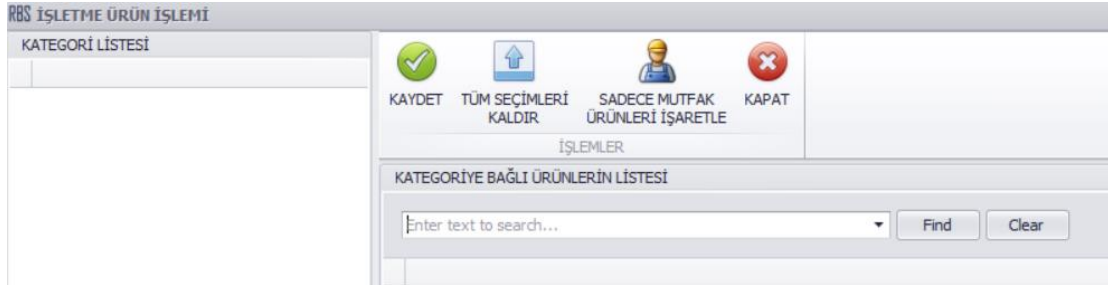 RBS İŞLETME ÜRÜN İŞLEMİ
KATEGORİ LİSTESİ
KAYDET
TÜM SEÇİMLERİ
KALDIR
SADECE MUTFAK
ÜRÜNLERİ İŞARETLE
KAPAT
İŞLEMLER
KATEGORİYE BAĞLI ÜRÜNLERİN LİSTESİ
Enter text to search...
Find
Clear